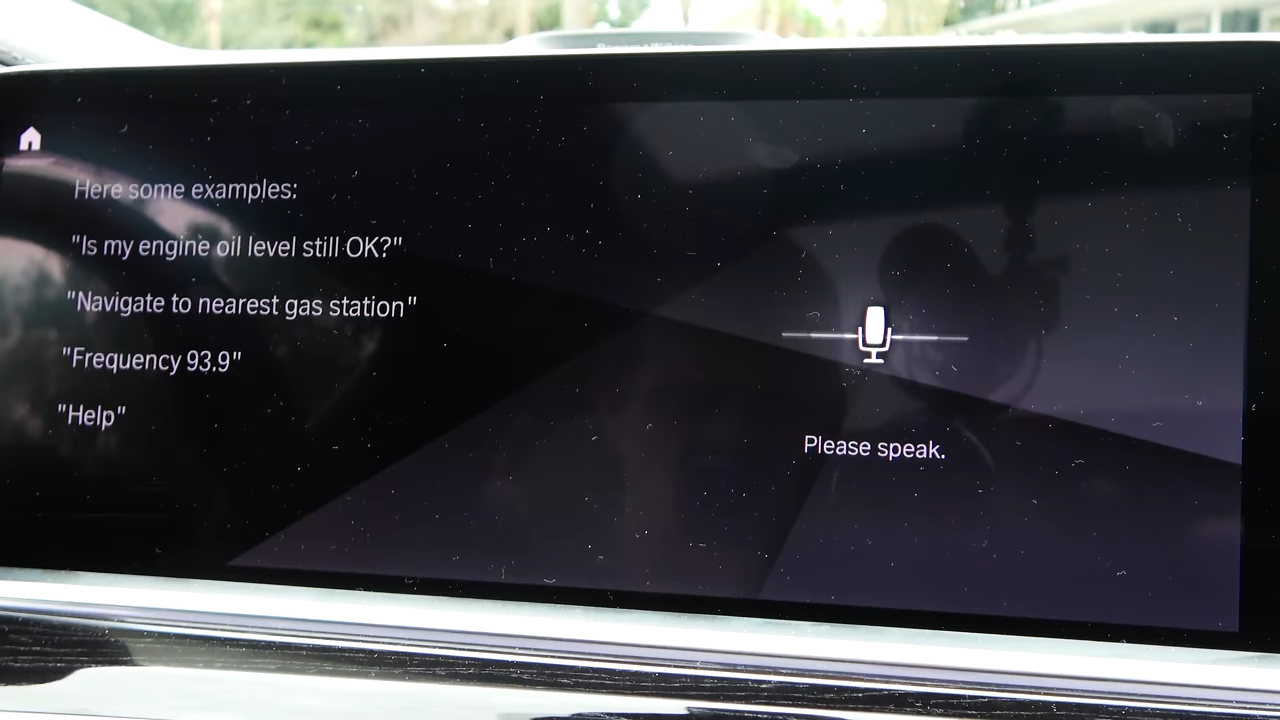 Here some examples:
"Is my engine oil level still OK?"
"Navigate to nearest gas station"
"Frequency 93.9"
"Help"
Please speak.